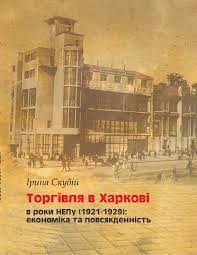 Ірина Скубій
Торгівля в Харкові
в роки НЕПу (1921-1929):
економіка та повсякденність